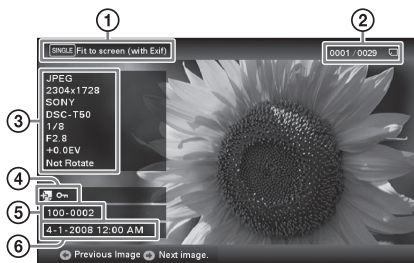 1
2
SINGLE Fit to screen (with Exif)
0001/0029
3
JPEG
2304x1728
SONY
DSC-T50
1/8
F2.8
+0.0EV
Not Rotate
4
5
100-0002
4-1-2008 12:00 AM
6
Previous Image Next image.